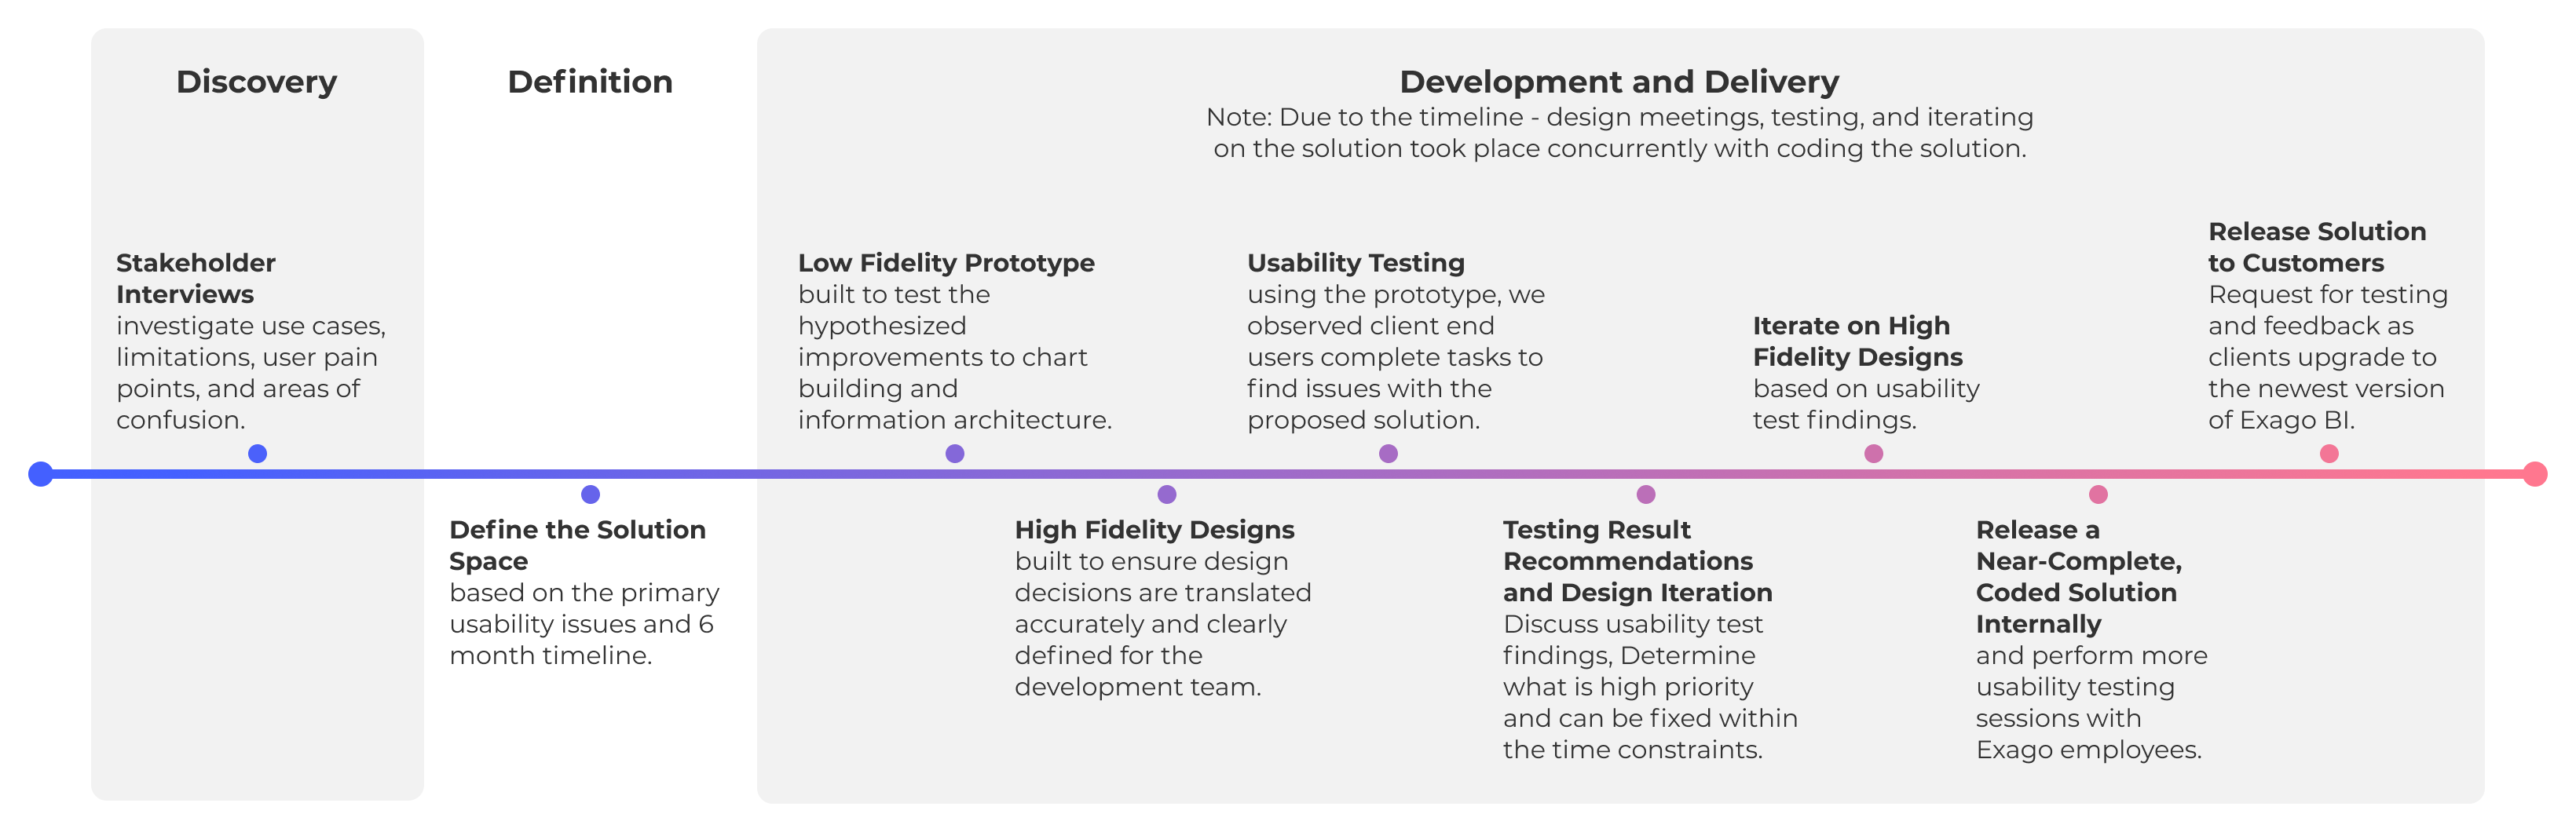 Discovery
Stakeholder
Interviews
investigate use cases,
limitations, user pain
points, and areas of
confusion.
Definition
Define the Solution
Space
based on the primary
usability issues and 6
month timeline.
Development and Delivery
Note: Due to the timeline - design meetings, testing, and iterating
on the solution took place concurrently with coding the solution.
Low Fidelity Prototype
built to test the
hypothesized
improvements to chart
building and
information architecture.
High Fidelity Designs
built to ensure design
decisions are translated
accurately and clearly
defined for the
development team.
Usability Testing
using the prototype, we
observed client end
users complete tasks to
find issues with the
proposed solution.
Testing Result
Recommendations
and Design Iteration
Discuss usability test
findings, Determine
what is high priority
and can be fixed within
the time constraints.
Iterate on High
Fidelity Designs
based on usability
test findings.
Release a
Near-Complete,
Coded Solution
Internally
and perform more
usability testing
sessions with
Exago employees.
Release Solution
to Customers
Request for testing
and feedback as
clients upgrade to
the newest version
of Exago BI.